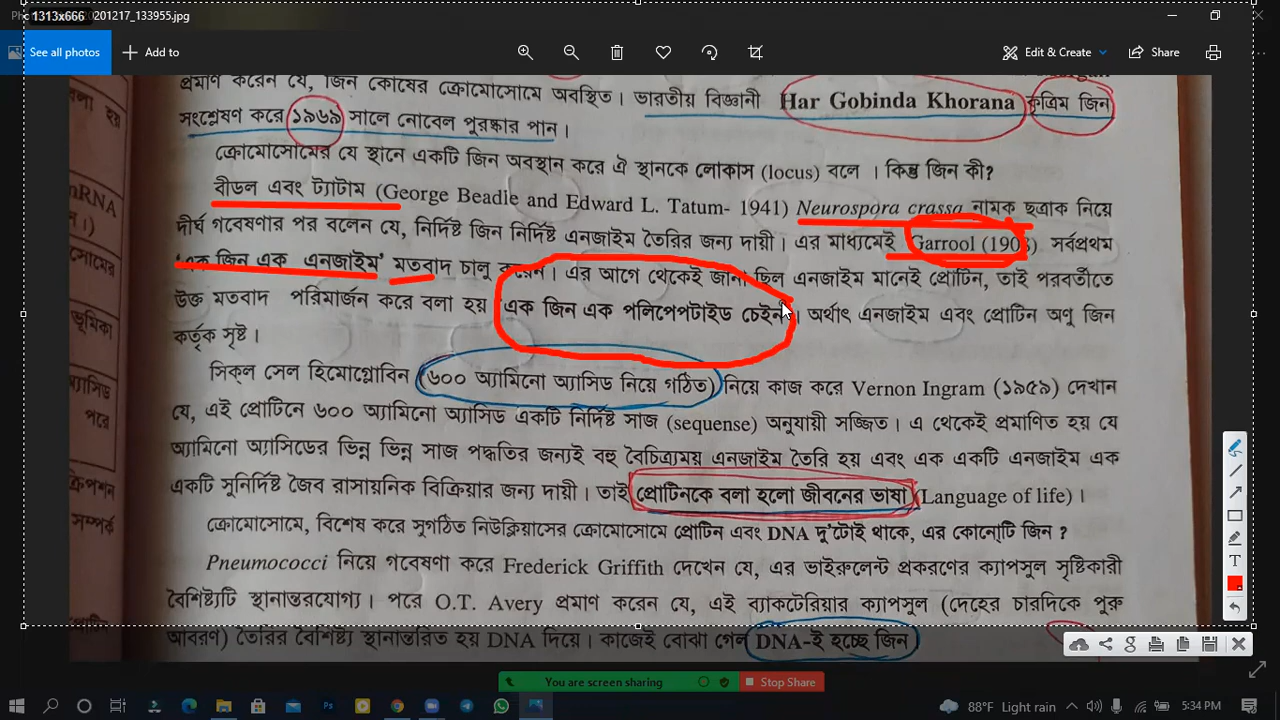 1313x666
20201217_133955.jpg
See all photos
Add to
Edit & Create
Share
প্রমাণ করেন যে, জিন কোষের ক্রোমোসোমে অবস্থিত। ভারতীয় বিজ্ঞানী Har Gobinda Khorana কৃত্রিম জিন
সংশ্লেষণ করে ১৯৬৯ সালে নোবেল পুরষ্কার পান।
ক্রোমোসোমের যে স্থানে একটি জিন অবস্থান করে ঐ স্থানকে লোকাস (locus) বলে । কিন্তু জিন কী?
বীডল এবং ট্যাটাম (George Beadle and Edward L. Tatum- 1941) Neurospora crassa নামক ছত্রাক নিয়ে
দীর্ঘ গবেষণার পর বলেন যে, নির্দিষ্ট জিন নির্দিষ্ট এনজাইম তৈরির জন্য দায়ী। এর মাধ্যমেই Garrool (1908) সর্বপ্রথম
‘এক জিন এক এনজাইম’ মতবাদ চালু করেন। এর আগে থেকেই জানা ছিল এনজাইম মানেই প্রোটিন, তাই পরবর্তীতে
উক্ত মতবাদ পরিমার্জন করে বলা হয় এক জিন এক পলিপেপটাইড চেইন। অর্থাৎ এনজাইম এবং প্রোটিন অণু জিন
কর্তৃক সৃষ্ট।
সিক্‌ল সেল হিমোগ্লোবিন (৬০০ অ্যামিনো অ্যাসিড নিয়ে গঠিত) নিয়ে কাজ করে Vernon Ingram (১৯৫৯) দেখান
যে, এই প্রোটিনে ৬০০ অ্যামিনো অ্যাসিড একটি নির্দিষ্ট সাজ (sequense) অনুযায়ী সজ্জিত। এ থেকেই প্রমাণিত হয় যে
অ্যামিনো অ্যাসিডের ভিন্ন ভিন্ন সাজ পদ্ধতির জন্যই বহু বৈচিত্র্যময় এনজাইম তৈরি হয় এবং এক একটি এনজাইম এক
একটি সুনির্দিষ্ট জৈব রাসায়নিক বিক্রিয়ার জন্য দায়ী। তাই প্রোটিনকে বলা হলো জীবনের ভাষা (Language of life)।
ক্রোমোসোমে, বিশেষ করে সুগঠিত নিউক্লিয়াসের ক্রোমোসোমে প্রোটিন এবং DNA দু'টোই থাকে, এর কোনোটি জিন ?
Pneumococci নিয়ে গবেষণা করে Frederick Griffith দেখেন যে, এর ভাইরুলেন্ট প্রকরণের ক্যাপসুল সৃষ্টিকারী
বৈশিষ্ট্যটি স্থানান্তরযোগ্য। পরে O.T. Avery প্রমাণ করেন যে, এই ব্যাকটেরিয়ার ক্যাপসুল (দেহের চারদিকে পুরু
আবরণ) তৈরির বৈশিষ্ট্য স্থানান্তরিত হয় DNA দিয়ে। কাজেই বোঝা গেল DNA-ই হচ্ছে জিন
mRNA
You are screen sharing
Stop Share
88°F Light rain
5:34 PM